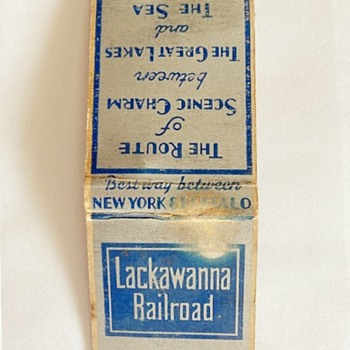 THE ROUTE
of
SCENIC CHARM
between
THE GREAT LAKES
and
THE SEA
Best way between
NEW YORK & BUFFALO
Lackawanna
Railroad